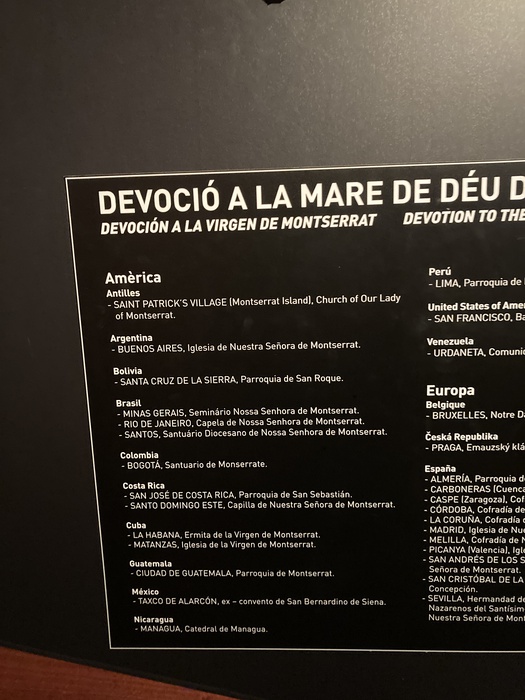 DEVOCIÓ A LA MARE DE DÉU D
DEVOCIÓN A LA VIRGEN DE MONTSERRAT DEVOTION TO THE
Amèrica
Antilles
- SAINT PATRICK'S VILLAGE (Montserrat Island), Church of Our Lady
of Montserrat.
Argentina
- BUENOS AIRES, Iglesia de Nuestra Señora de Montserrat.
Bolivia
- SANTA CRUZ DE LA SIERRA, Parroquia de San Roque.
Brasil
- MINAS GERAIS, Seminário Nossa Senhora de Montserrat.
- RIO DE JANEIRO, Capela de Nossa Senhora de Montserrat.
- SANTOS, Santuário Diocesano de Nossa Senhora de Montserrat.
Colombia
- BOGOTÁ, Santuario de Monserrate.
Costa Rica
- SAN JOSÉ DE COSTA RICA, Parroquia de San Sebastián.
- SANTO DOMINGO ESTE, Capilla de Nuestra Señora de Montserrat.
Cuba
- LA HABANA, Ermita de la Virgen de Montserrat.
- MATANZAS, Iglesia de la Virgen de Montserrat.
Guatemala
- CIUDAD DE GUATEMALA, Parroquia de Montserrat.
México
- TAXCO DE ALARCÓN, ex – convento de San Bernardino de Siena.
Nicaragua
- MANAGUA, Catedral de Managua.
Perú
- LIMA, Parroquia de
United States of Amer
- SAN FRANCISCO, Ba
Venezuela
- URDANETA, Comunid
Europa
Belgique
- BRUXELLES, Notre Da
Česká Republika
- PRAGA, Emauzský klá
España
- ALMERÍA, Parroquia d
- CARBONERAS (Cuenca
- CASPE (Zaragoza), Cof
- CÓRDOBA, Cofradía de
- LA CORUÑA, Cofradía d
- MADRID, Iglesia de Nue
- MELILLA, Cofradía de N
- PICANYA (Valencia), Igle
- SAN ANDRÉS DE LOS S
Señora de Montserrat.
- SAN CRISTÓBAL DE LA
Concepción.
- SEVILLA, Hermandad de
Nazarenos del Santísim
Nuestra Señora de Mont